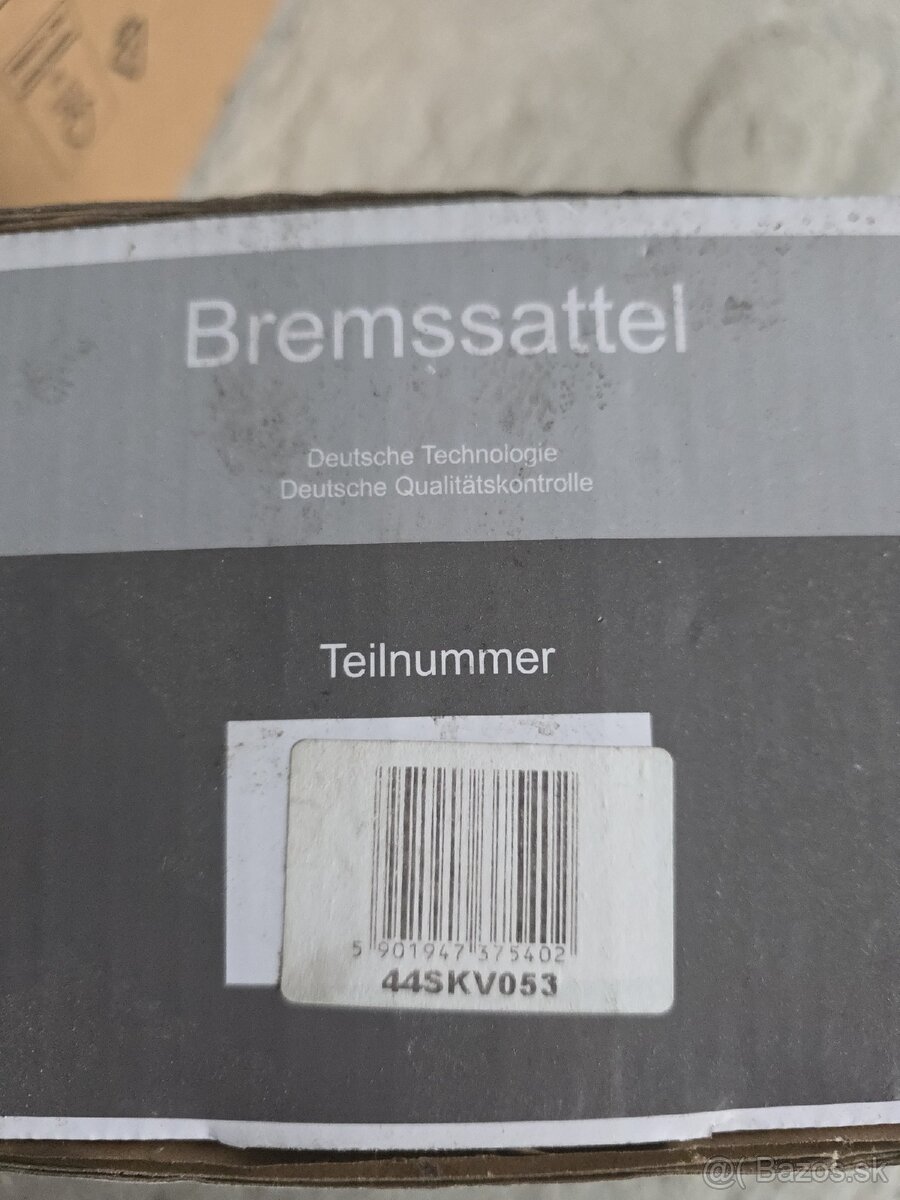 Bremssattel
Deutsche Technologie
Deutsche Qualitätskontrolle
Teilnummer
5 901947 375402
44SKV053
@( Bazos.sk